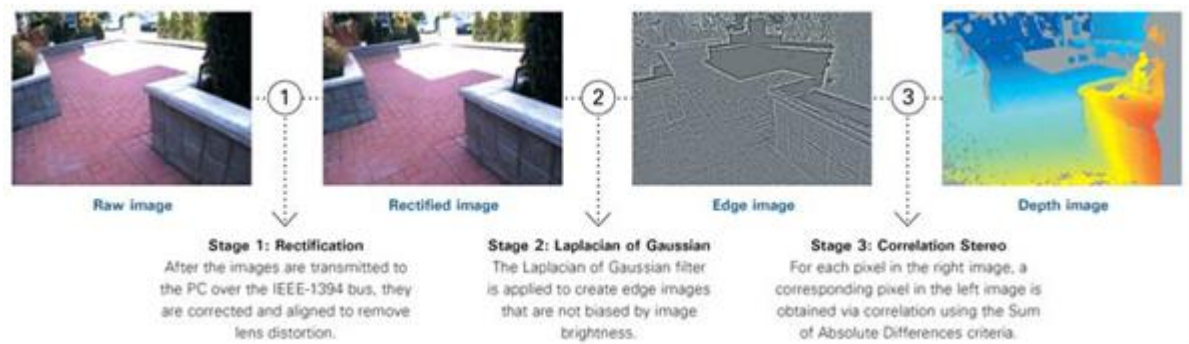 1
2
3
Raw image
Rectified image
Edge image
Depth image
Stage 1: Rectification
After the images are transmitted to
the PC over the IEEE-1394 bus, they
are corrected and aligned to remove
lens distortion.
Stage 2: Laplacian of Gaussian
The Laplacian of Gaussian filter
is applied to create edge images
that are not biased by image
brightness.
Stage 3: Correlation Stereo
For each pixel in the right image, a
corresponding pixel in the left image is
obtained via correlation using the Sum
of Absolute Differences criteria.